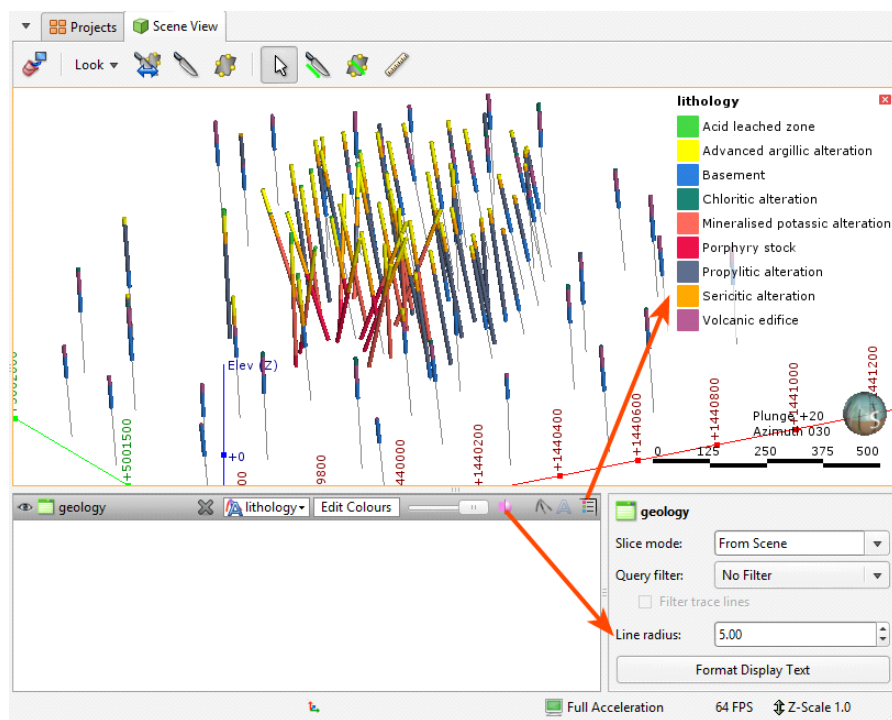 Projects
Scene View
Look
lithology
Acid leached zone
Advanced argillic alteration
Basement
Chloritic alteration
Mineralised potassic alteration
Porphyry stock
Propylitic alteration
Sericitic alteration
Volcanic edifice
Elev (Z)
+0
+5001500
9800
440000
+1440200
+1440400
+1440600
+1440800
+1441000
+1441200
Plunge +20
Azimuth 030
S
0 125 250 375 500
geology
lithology
Edit Colours
geology
Slice mode: From Scene
Query filter: No Filter
Filter trace lines
Line radius: 5.00
Format Display Text
Full Acceleration 64 FPS Z-Scale 1.0